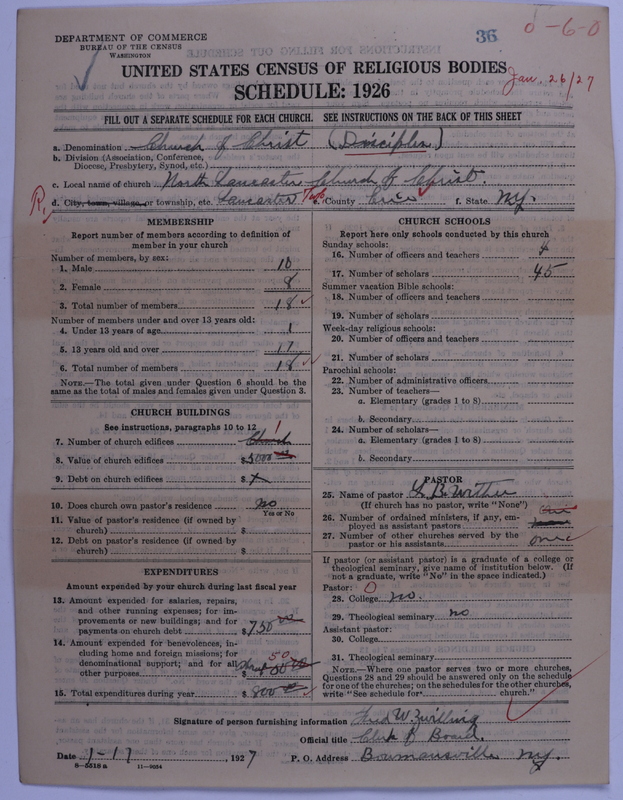 DEPARTMENT OF COMMERCE
BUREAU OF THE CENSUS
WASHINGTON
36
0-6-0
Jan. 26/27
UNITED STATES CENSUS OF RELIGIOUS BODIES
SCHEDULE: 1926
FILL OUT A SEPARATE SCHEDULE FOR EACH CHURCH. SEE INSTRUCTIONS ON THE BACK OF THIS SHEET
a. Denomination Church of Christ (Disciples)
b. Division (Association, Conference, Diocese, Presbytery, Synod, etc.)
c. Local name of church North Lancaster Church of Christ.
d. City, town, village, or township, etc. Lancaster Twp e. County Erie f. State N.Y.
MEMBERSHIP
Report number of members according to definition of
member in your church
Number of members, by sex:
1. Male 10
2. Female 8
3. Total number of members 18
Number of members under and over 13 years old:
4. Under 13 years of age 1
5. 13 years old and over 17
6. Total number of members 18
NOTE.—The total given under Question 6 should be the
same as the total of males and females given under Question 3.
CHURCH BUILDINGS
See instructions, paragraphs 10 to 12
7. Number of church edifices Church 1
8. Value of church edifices $5000
9. Debt on church edifices $
10. Does church own pastor's residence no
Yes or No
11. Value of pastor's residence (if owned by
church) $
12. Debt on pastor's residence (if owned by
church) $
EXPENDITURES
Amount expended by your church during last fiscal year
13. Amount expended for salaries, repairs,
and other running expenses; for im-
provements or new buildings; and for
payments on church debt $750.00
14. Amount expended for benevolences, in-
cluding home and foreign missions; for
denominational support; and for all
other purposes $ 50
15. Total expenditures during year $800
CHURCH SCHOOLS
Report here only schools conducted by this church
Sunday schools:
16. Number of officers and teachers 4
17. Number of scholars 45
Summer vacation Bible schools:
18. Number of officers and teachers
19. Number of scholars
Week-day religious schools:
20. Number of officers and teachers
21. Number of scholars
Parochial schools:
22. Number of administrative officers
23. Number of teachers—
a. Elementary (grades 1 to 8)
b. Secondary
24. Number of scholars—
a. Elementary (grades 1 to 8)
b. Secondary
PASTOR
25. Name of pastor
(If church has no pastor, write "None")
26. Number of ordained ministers, if any, em-
ployed as assistant pastors
27. Number of other churches served by the
pastor or his assistants one
If pastor (or assistant pastor) is a graduate of a college or
theological seminary, give name of institution below. (If
not a graduate, write "No" in the space indicated.)
Pastor: 0
28. College no.
29. Theological seminary no
Assistant pastor:
30. College
31. Theological seminary
NOTE.—Where one pastor serves two or more churches,
Questions 28 and 29 should be answered only on the schedule
for one of the churches; on the schedules for the other churches,
write "See schedule for church."
Signature of person furnishing information Fred W. Zwilling
Official title Clerk of Board.
Date 1-17, 1927 P. O. Address Bowmansville N.Y.
8-5518a 11-9034